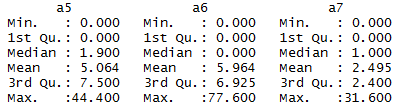 a5 a6 a7
Min. : 0.000 Min. : 0.000 Min. : 0.000
1st Qu.: 0.000 1st Qu.: 0.000 1st Qu.: 0.000
Median : 1.900 Median : 0.000 Median : 1.000
Mean : 5.064 Mean : 5.964 Mean : 2.495
3rd Qu.: 7.500 3rd Qu.: 6.925 3rd Qu.: 2.400
Max. :44.400 Max. :77.600 Max. :31.600